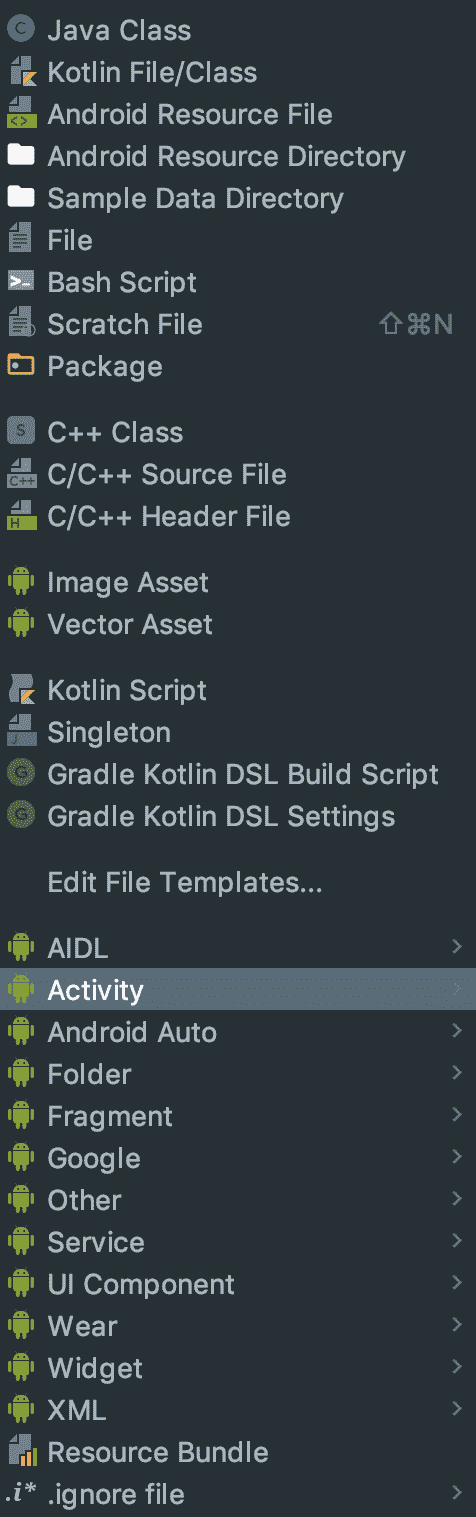 Java Class
Kotlin File/Class
Android Resource File
Android Resource Directory
Sample Data Directory
File
Bash Script
Scratch File ⇧⌘N
Package
C++ Class
C/C++ Source File
C/C++ Header File
Image Asset
Vector Asset
Kotlin Script
Singleton
Gradle Kotlin DSL Build Script
Gradle Kotlin DSL Settings
Edit File Templates...
AIDL
Activity
Android Auto
Folder
Fragment
Google
Other
Service
UI Component
Wear
Widget
XML
Resource Bundle
.i* .ignore file